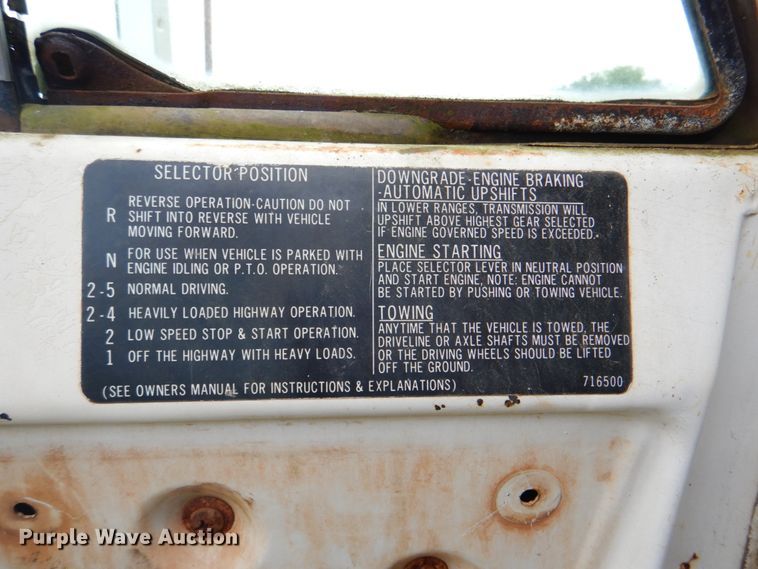 SELECTOR POSITION
R REVERSE OPERATION-CAUTION DO NOT
SHIFT INTO REVERSE WITH VEHICLE
MOVING FORWARD.
N FOR USE WHEN VEHICLE IS PARKED WITH
ENGINE IDLING OR P.T.O. OPERATION.
2-5 NORMAL DRIVING.
2-4 HEAVILY LOADED HIGHWAY OPERATION.
2 LOW SPEED STOP & START OPERATION.
1 OFF THE HIGHWAY WITH HEAVY LOADS.
DOWNGRADE-ENGINE BRAKING
-AUTOMATIC UPSHIFTS
IN LOWER RANGES, TRANSMISSION WILL
UPSHIFT ABOVE HIGHEST GEAR SELECTED
IF ENGINE GOVERNED SPEED IS EXCEEDED.
ENGINE STARTING
PLACE SELECTOR LEVER IN NEUTRAL POSITION
AND START ENGINE, NOTE: ENGINE CANNOT
BE STARTED BY PUSHING OR TOWING VEHICLE.
TOWING
ANYTIME THAT THE VEHICLE IS TOWED, THE
DRIVELINE OR AXLE SHAFTS MUST BE REMOVED
OR THE DRIVING WHEELS SHOULD BE LIFTED
OFF THE GROUND.
(SEE OWNERS MANUAL FOR INSTRUCTIONS & EXPLANATIONS) 716500
Purple Wave Auction